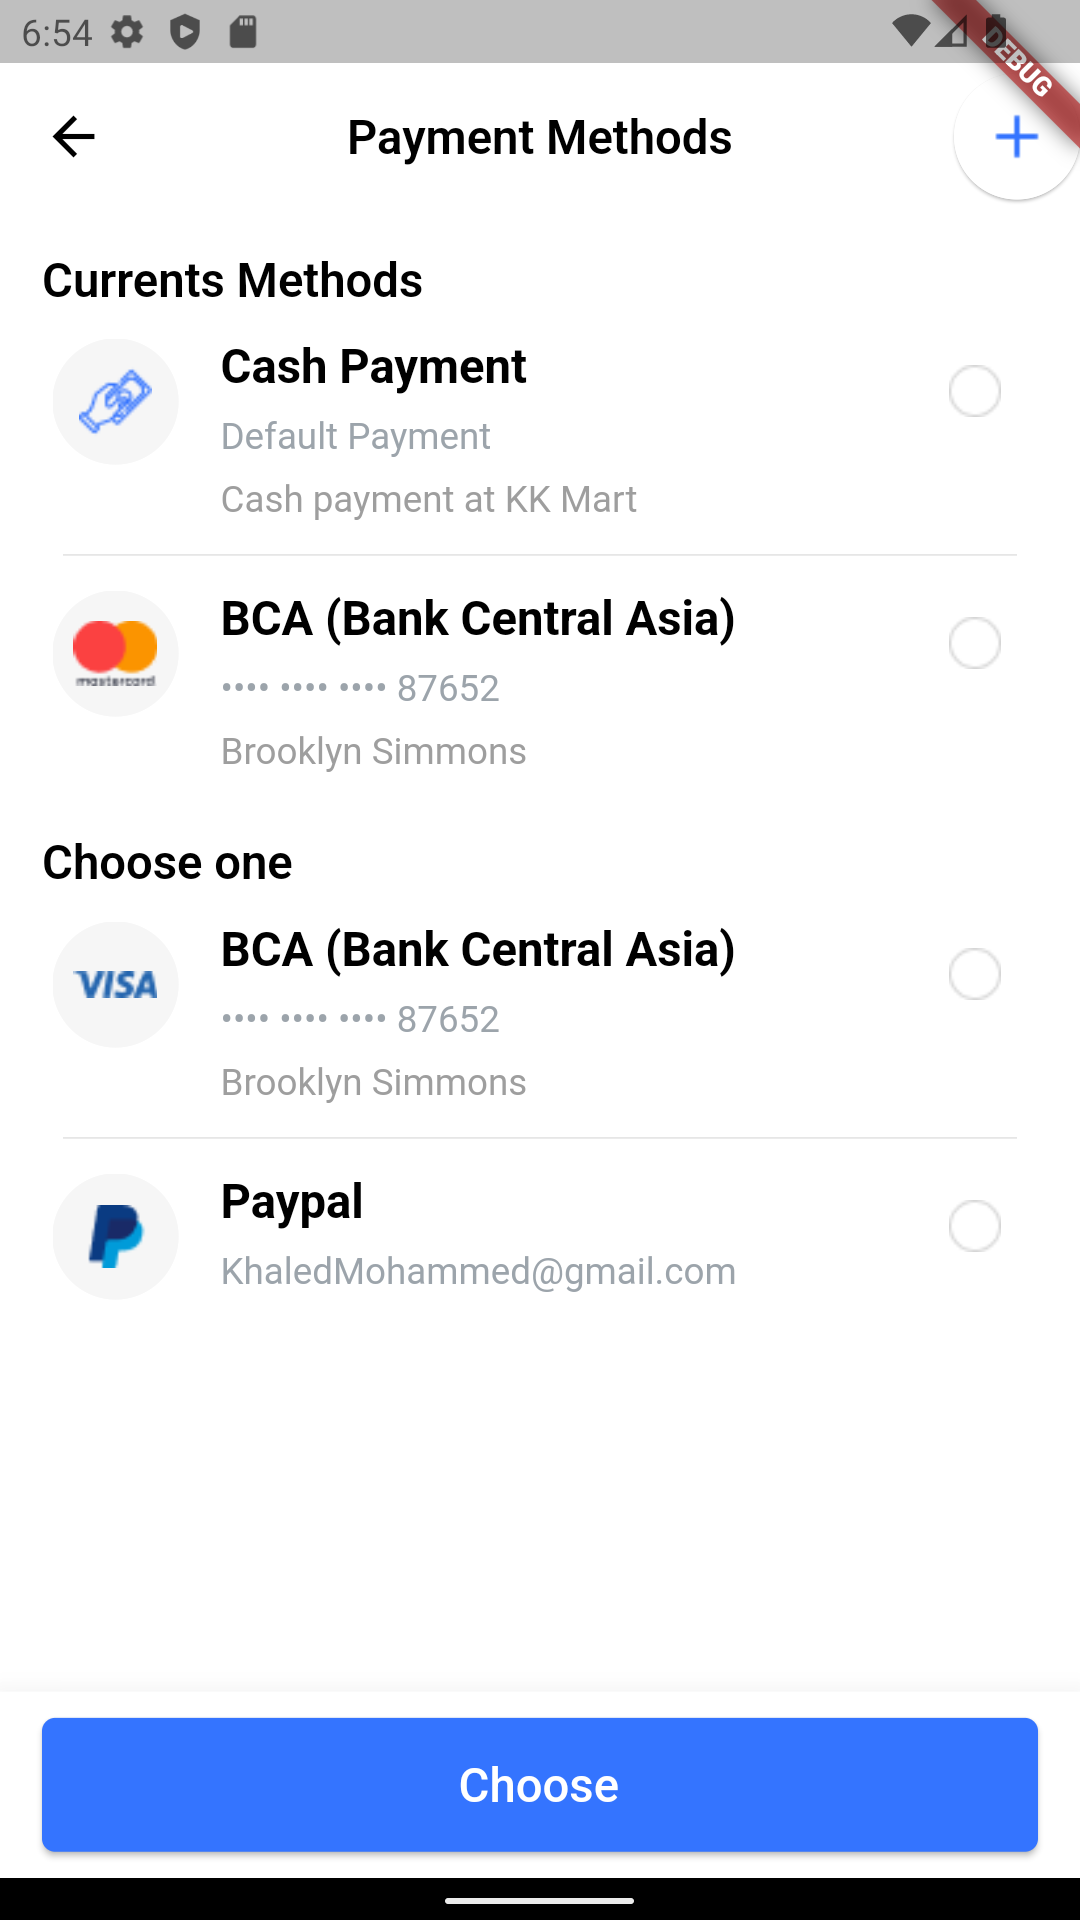 6:54
DEBUG
Payment Methods
Currents Methods
Cash Payment
Default Payment
Cash payment at KK Mart
BCA (Bank Central Asia)
mastercard
•••• •••• •••• 87652
Brooklyn Simmons
Choose one
BCA (Bank Central Asia)
VISA
•••• •••• •••• 87652
Brooklyn Simmons
Paypal
KhaledMohammed@gmail.com
Choose